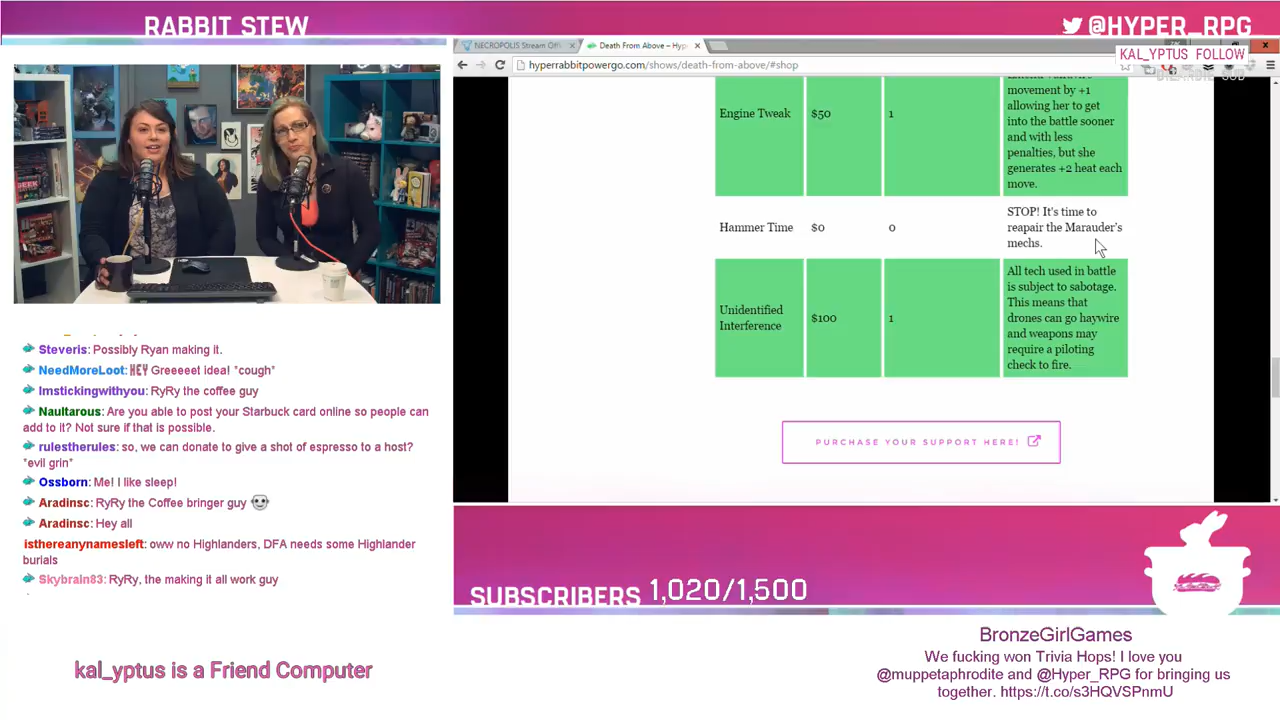 RABBIT STEW
@HYPER_RPG
KAL_YPTUS FOLLOW
NECROPOLIS Stream Offi
Death From Above – Hyp
hyperrabbitpowergo.com/shows/death-from-above/#shop
Engine Tweak
$50
1
movement by +1
allowing her to get
into the battle sooner
and with less
penalties, but she
generates +2 heat each
move.
Hammer Time
$0
0
STOP! It's time to
reapair the Marauder's
mechs.
Unidentified
Interference
$100
1
All tech used in battle
is subject to sabotage.
This means that
drones can go haywire
and weapons may
require a piloting
check to fire.
PURCHASE YOUR SUPPORT HERE!
Steveris: Possibly Ryan making it.
NeedMoreLoot: HEY Greeeeet idea! *cough*
Imstickingwithyou: RyRy the coffee guy
Naultarous: Are you able to post your Starbuck card online so people can
add to it? Not sure if that is possible.
rulestherules: so, we can donate to give a shot of espresso to a host?
*evil grin*
Ossborn: Me! I like sleep!
Aradinsc: RyRy the Coffee bringer guy
Aradinsc: Hey all
isthereanynamesleft: oww no Highlanders, DFA needs some Highlander
burials
Skybrain83: RyRy, the making it all work guy
SUBSCRIBERS 1,020/1,500
kal_yptus is a Friend Computer
BronzeGirlGames
We fucking won Trivia Hops! I love you
@muppetaphrodite and @Hyper_RPG for bringing us
together. https://t.co/s3HQVSPnmU